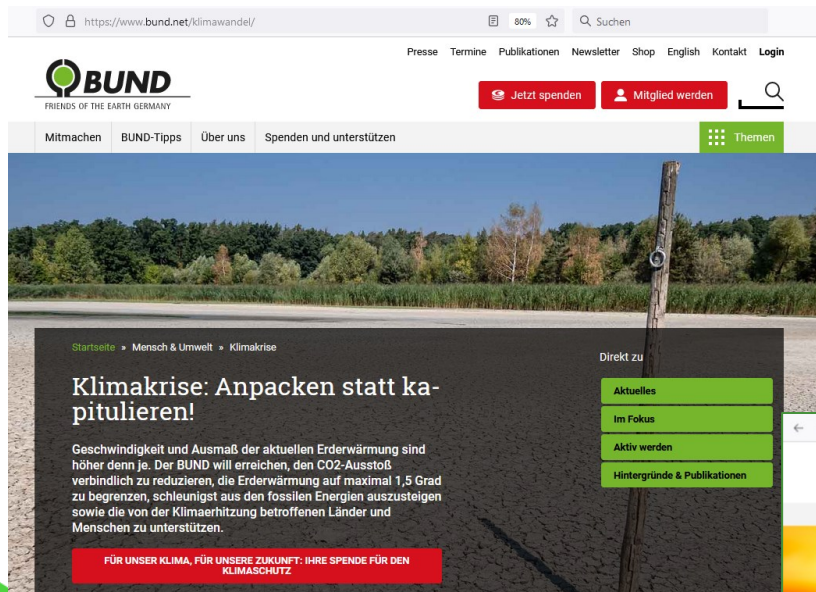 https://www.bund.net/klimawandel/
80%
Suchen
Presse Termine Publikationen Newsletter Shop English Kontakt Login
BUND
FRIENDS OF THE EARTH GERMANY
Jetzt spenden
Mitglied werden
Mitmachen BUND-Tipps Über uns Spenden und unterstützen
Themen
Startseite » Mensch & Umwelt » Klimakrise
Klimakrise: Anpacken statt ka-
pitulieren!
Geschwindigkeit und Ausmaß der aktuellen Erderwärmung sind
höher denn je. Der BUND will erreichen, den CO2-Ausstoß
verbindlich zu reduzieren, die Erderwärmung auf maximal 1,5 Grad
zu begrenzen, schleunigst aus den fossilen Energien auszusteigen
sowie die von der Klimaerhitzung betroffenen Länder und
Menschen zu unterstützen.
FÜR UNSER KLIMA, FÜR UNSERE ZUKUNFT: IHRE SPENDE FÜR DEN
KLIMASCHUTZ
Direkt zu
Aktuelles
Im Fokus
Aktiv werden
Hintergründe & Publikationen